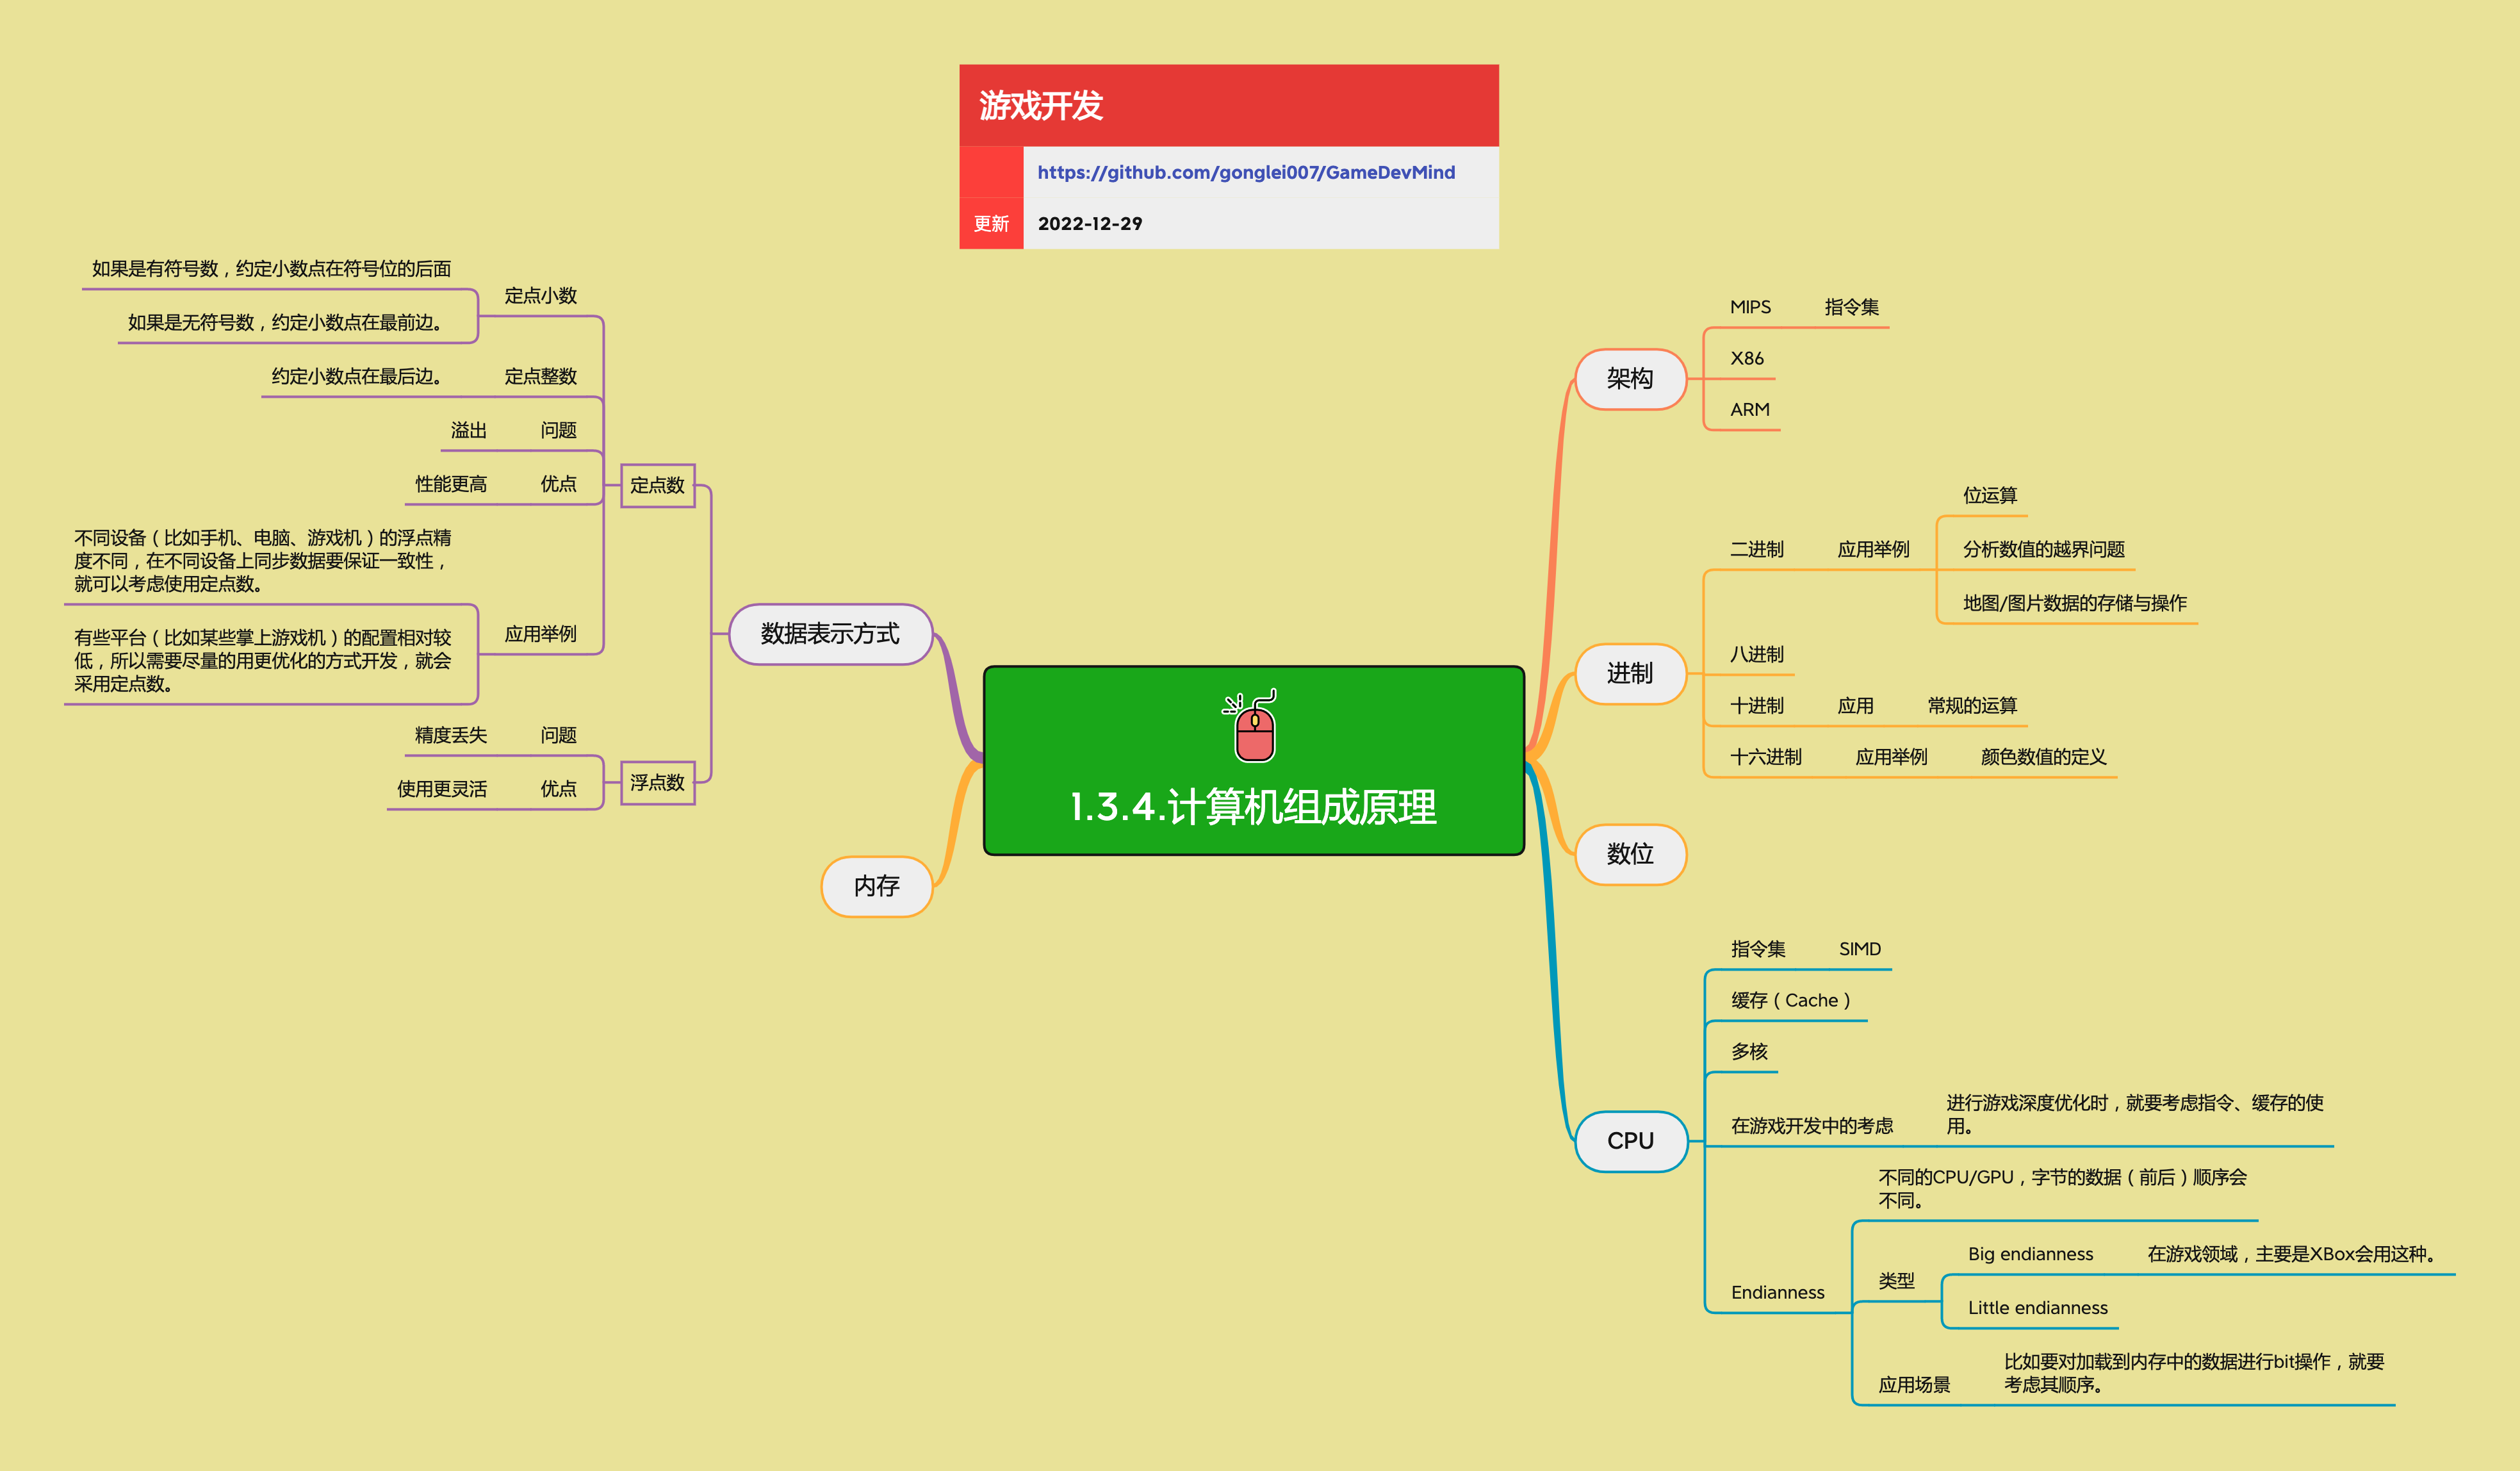 游戏开发
https://github.com/gonglei007/GameDevMind
更新 2022-12-29
1.3.4.计算机组成原理
架构
MIPS 指令集
X86
ARM
进制
二进制 应用举例
位运算
分析数值的越界问题
地图/图片数据的存储与操作
八进制
十进制 应用 常规的运算
十六进制 应用举例 颜色数值的定义
数位
CPU
指令集 SIMD
缓存（Cache）
多核
在游戏开发中的考虑
进行游戏深度优化时，就要考虑指令、缓存的使
用。
Endianness
不同的CPU/GPU，字节的数据（前后）顺序会
不同。
类型
Big endianness 在游戏领域，主要是XBox会用这种。
Little endianness
应用场景
比如要对加载到内存中的数据进行bit操作，就要
考虑其顺序。
数据表示方式
定点数
定点小数
如果是有符号数，约定小数点在符号位的后面
如果是无符号数，约定小数点在最前边。
定点整数 约定小数点在最后边。
问题 溢出
优点 性能更高
应用举例
不同设备（比如手机、电脑、游戏机）的浮点精
度不同，在不同设备上同步数据要保证一致性，
就可以考虑使用定点数。
有些平台（比如某些掌上游戏机）的配置相对较
低，所以需要尽量的用更优化的方式开发，就会
采用定点数。
浮点数
问题 精度丢失
优点 使用更灵活
内存